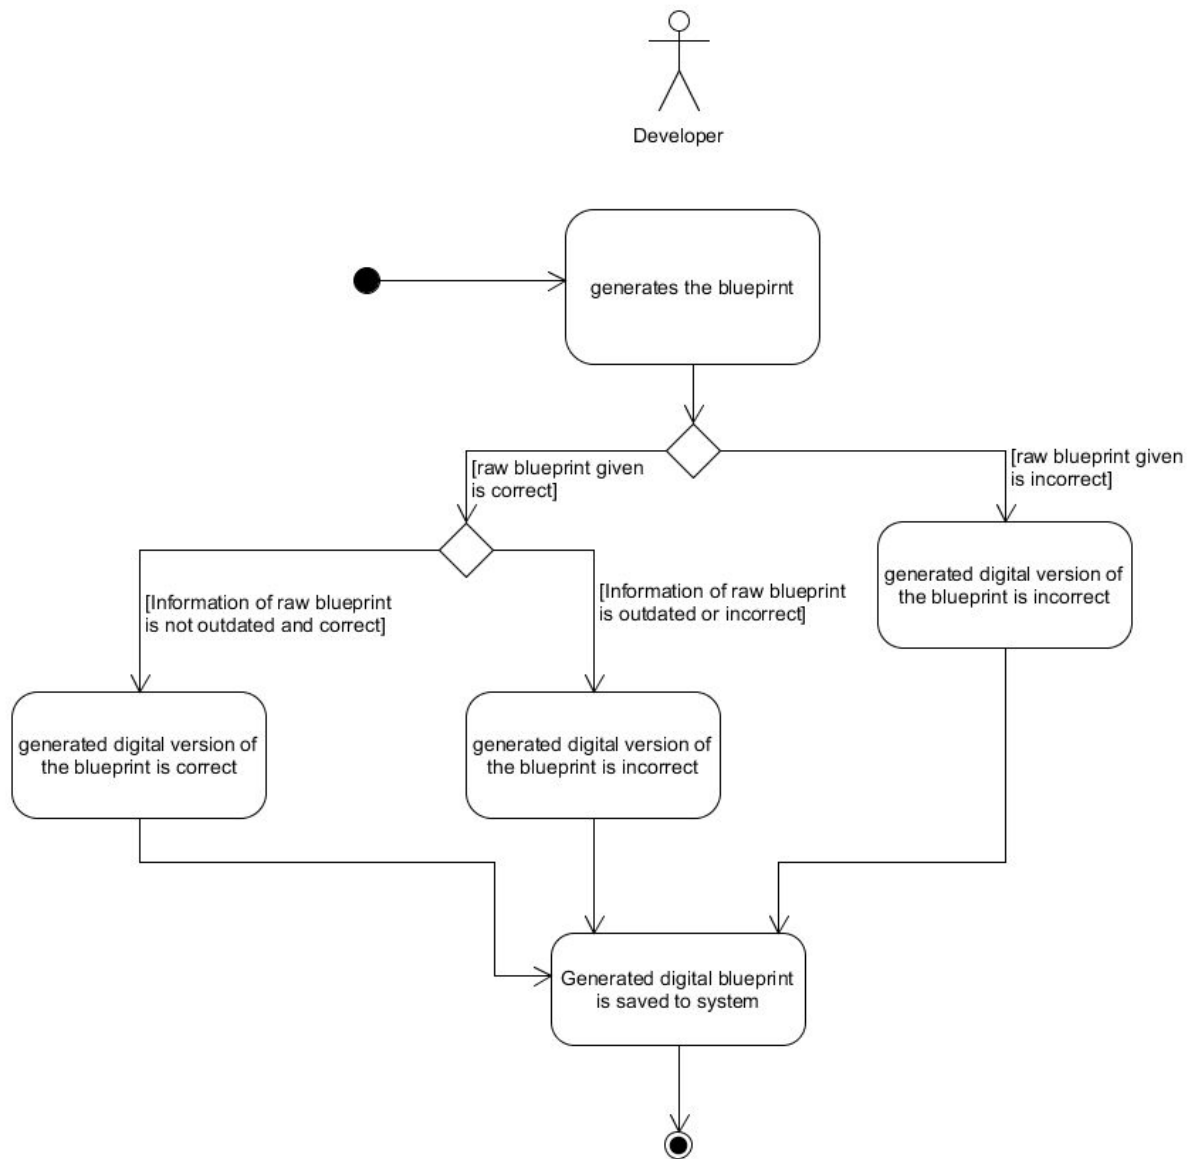 Developer
generates the bluepirnt
[raw blueprint given
is correct]
[raw blueprint given
is incorrect]
[Information of raw blueprint
is not outdated and correct]
[Information of raw blueprint
is outdated or incorrect]
generated digital version of
the blueprint is incorrect
generated digital version of
the blueprint is correct
generated digital version of
the blueprint is incorrect
Generated digital blueprint
is saved to system